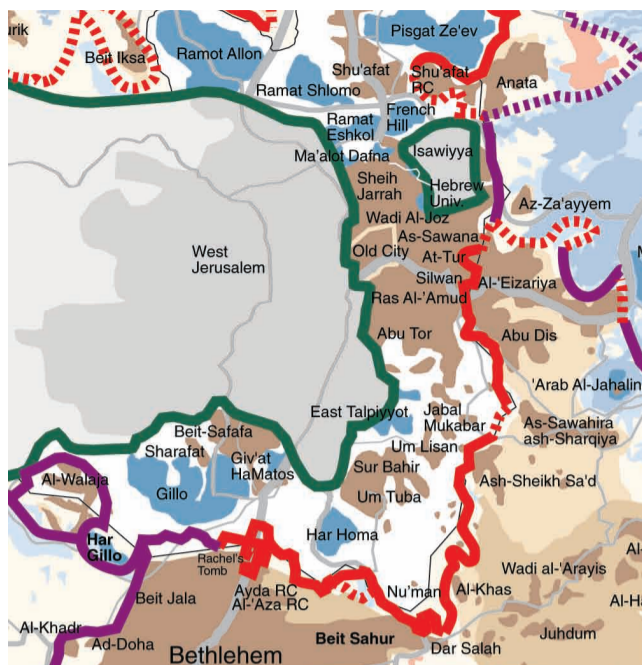 Pisgat Ze'ev
Beit Iksa
Ramot Allon
Shu'afat
Shu'afat
RC
Anata
Ramat Shlomo
French
Hill
Ramat
Eshkol
Isawiyya
Ma'alot Dafna
Sheih
Jarrah
Hebrew
Univ.
Az-Za'ayyem
Wadi Al-Joz
As-Sawana
West
Jerusalem
Old City
At-Tur
Silwan
Al-'Eizariya
Ras Al-'Amud
Abu Tor
Abu Dis
'Arab Al-Jahalin
East Talpiyyot
Jabal
Mukabar
As-Sawahira
ash-Sharqiya
Beit-Safafa
Sharafat
Giv'at
HaMatos
Um Lisan
Sur Bahir
Al-Walaja
Gillo
Um Tuba
Ash-Sheikh Sa'd
Har
Gillo
Har Homa
Rachel's
Tomb
Wadi al-'Arayis
Ayda RC
Al-'Aza RC
Nu'man
Al-Khas
Beit Jala
Al-Khadr
Ad-Doha
Beit Sahur
Juhdum
Dar Salah
Bethlehem